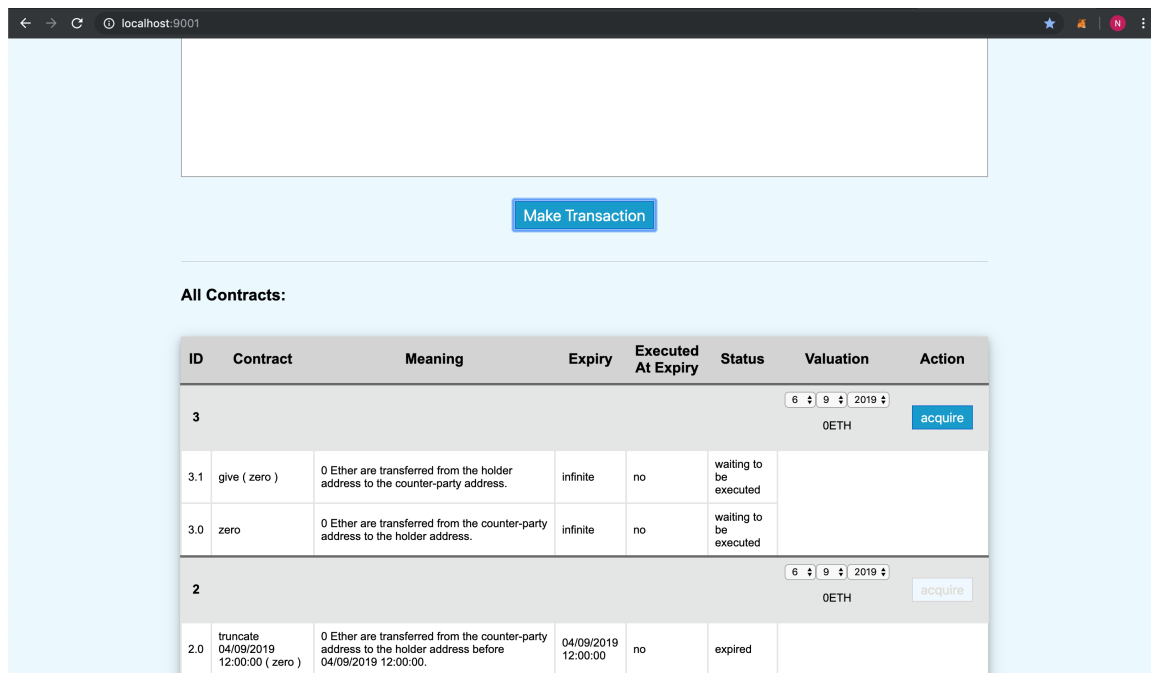 localhost:9001
N
Make Transaction
All Contracts:
ID Contract Meaning Expiry Executed At Expiry Status Valuation Action
3 6 9 2019 0ETH acquire
3.1 give ( zero ) 0 Ether are transferred from the holder address to the counter-party address. infinite no waiting to be executed
3.0 zero 0 Ether are transferred from the counter-party address to the holder address. infinite no waiting to be executed
2 6 9 2019 0ETH acquire
2.0 truncate 04/09/2019 12:00:00 ( zero ) 0 Ether are transferred from the counter-party address to the holder address before 04/09/2019 12:00:00. 04/09/2019 12:00:00 no expired